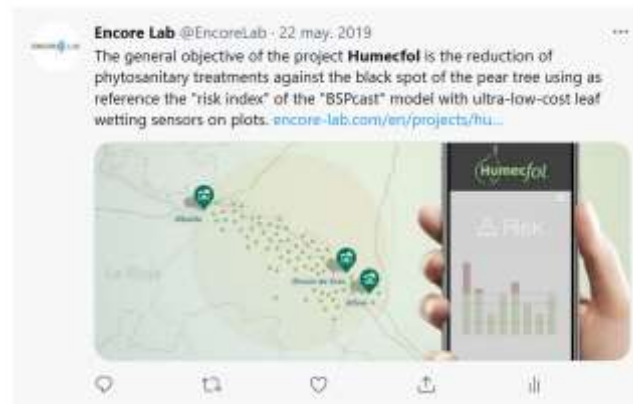 Encore Lab @EncoreLab · 22 may. 2019
The general objective of the project Humecfol is the reduction of
phytosanitary treatments against the black spot of the pear tree using as
reference the "risk index" of the "BSPcast" model with ultra-low-cost leaf
wetting sensors on plots. encore-lab.com/en/projects/hu...
Humecfol
Risk
La Rioja